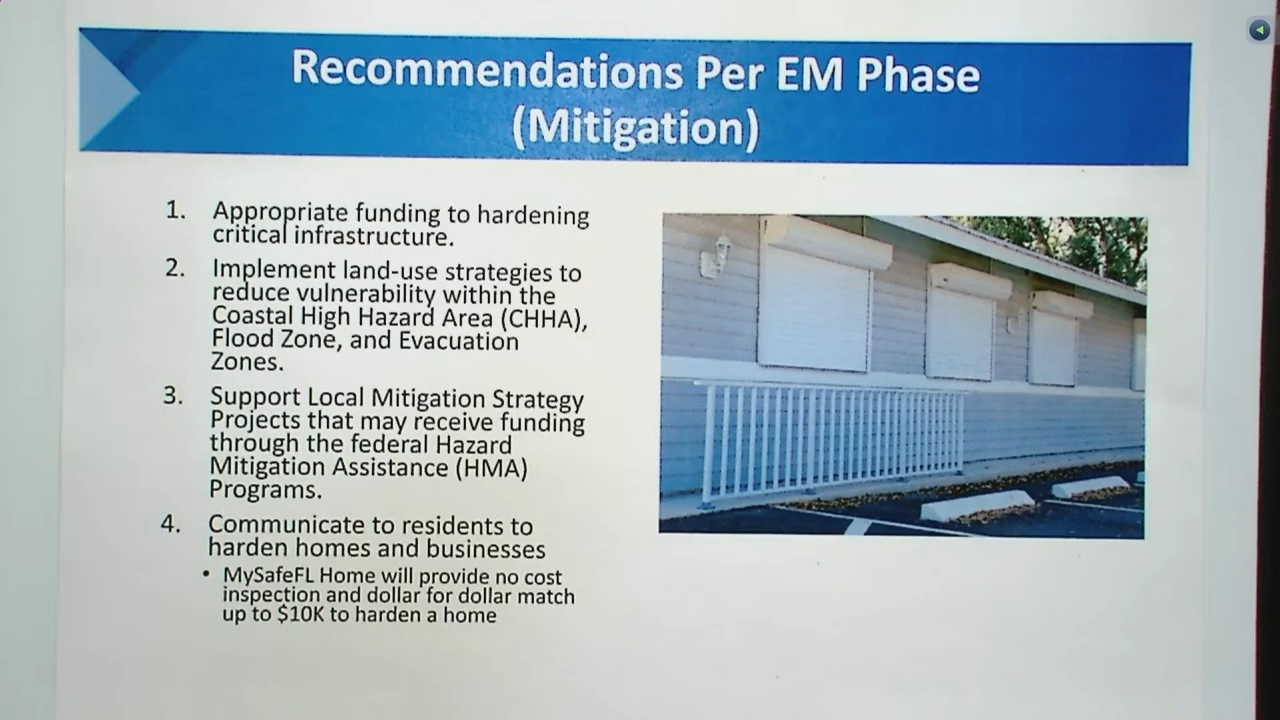 Recommendations Per EM Phase
(Mitigation)
1. Appropriate funding to hardening
critical infrastructure.
2. Implement land-use strategies to
reduce vulnerability within the
Coastal High Hazard Area (CHHA),
Flood Zone, and Evacuation
Zones.
3. Support Local Mitigation Strategy
Projects that may receive funding
through the federal Hazard
Mitigation Assistance (HMA)
Programs.
4. Communicate to residents to
harden homes and businesses
• MySafeFL Home will provide no cost
inspection and dollar for dollar match
up to $10K to harden a home